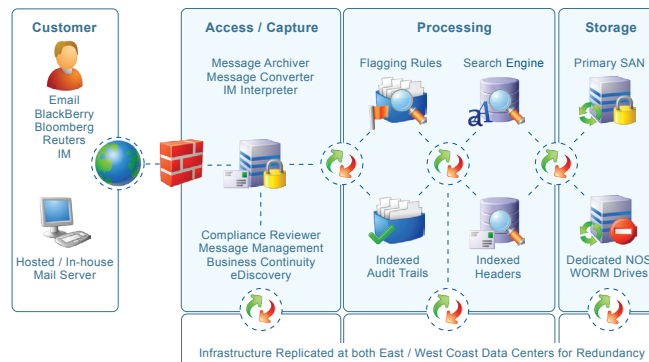 Customer
Email
BlackBerry
Bloomberg
Reuters
IM
Hosted / In-house
Mail Server
Access / Capture
Message Archiver
Message Converter
IM Interpreter
Compliance Reviewer
Message Management
Business Continuity
eDiscovery
Processing
Flagging Rules
Search Engine
aA
Indexed
Audit Trails
Indexed
Headers
Storage
Primary SAN
Dedicated NOS
WORM Drives
Infrastructure Replicated at both East / West Coast Data Centers for Redundancy